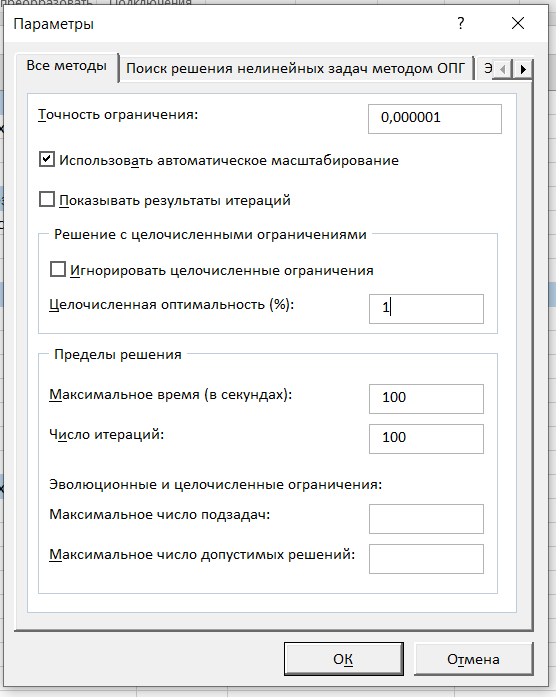 преобразовать Подключения
Параметры ?
Все методы Поиск решения нелинейных задач методом ОПГ Э
Точность ограничения: 0,000001
Использовать автоматическое масштабирование
Показывать результаты итераций
Решение с целочисленными ограничениями
Игнорировать целочисленные ограничения
Целочисленная оптимальность (%): 1
Пределы решения
Максимальное время (в секундах): 100
Число итераций: 100
Эволюционные и целочисленные ограничения:
Максимальное число подзадач:
Максимальное число допустимых решений:
ОК Отмена